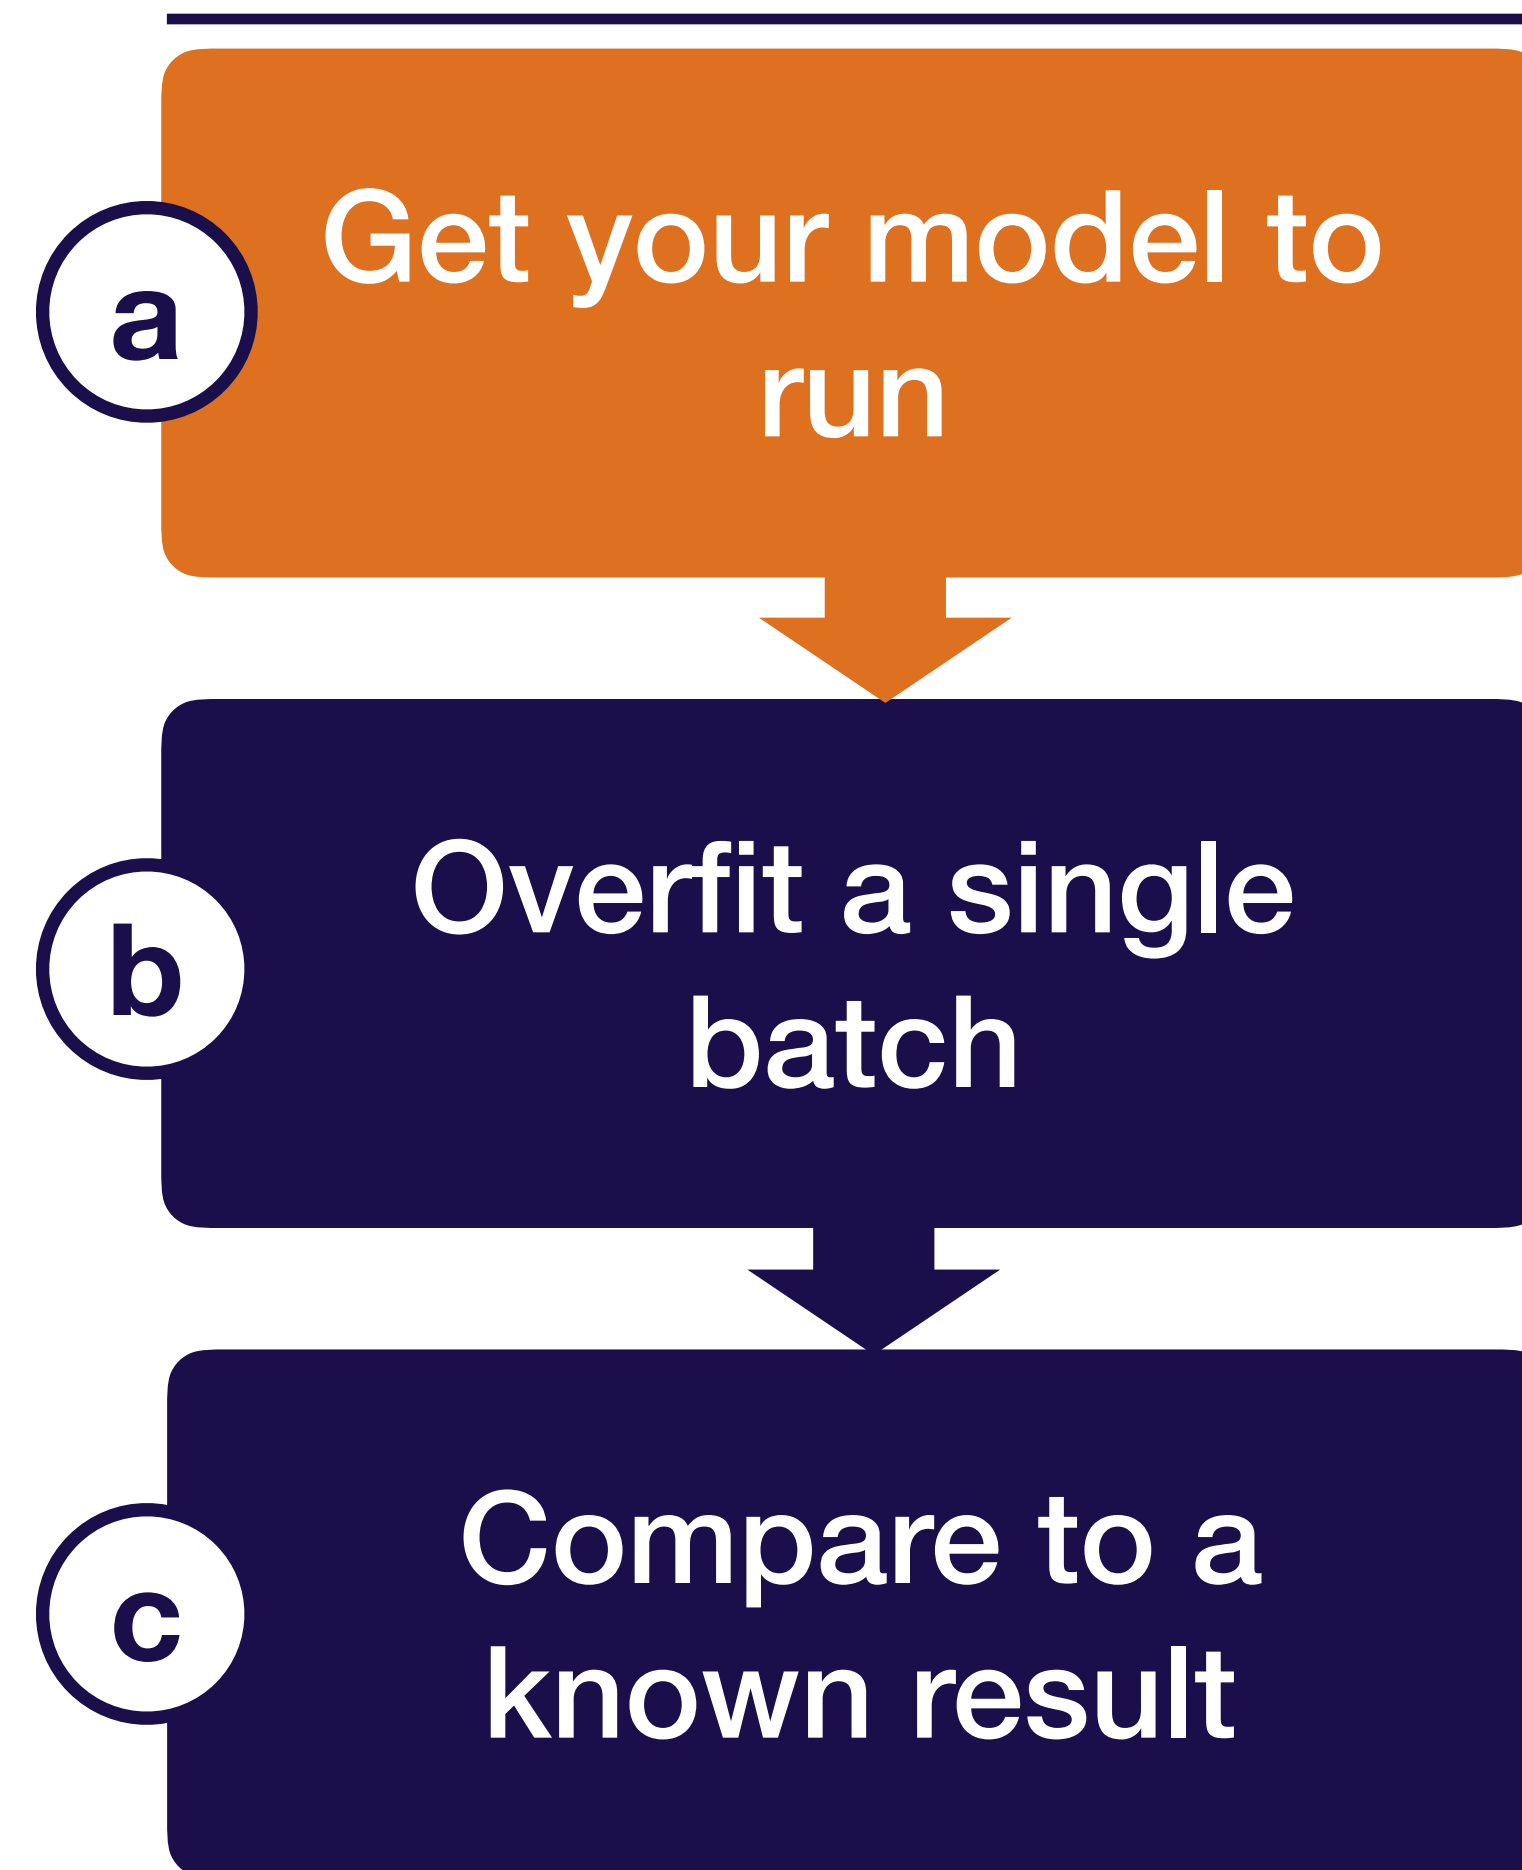 a
Get your model to
run
b
Overfit a single
batch
c
Compare to a
known result